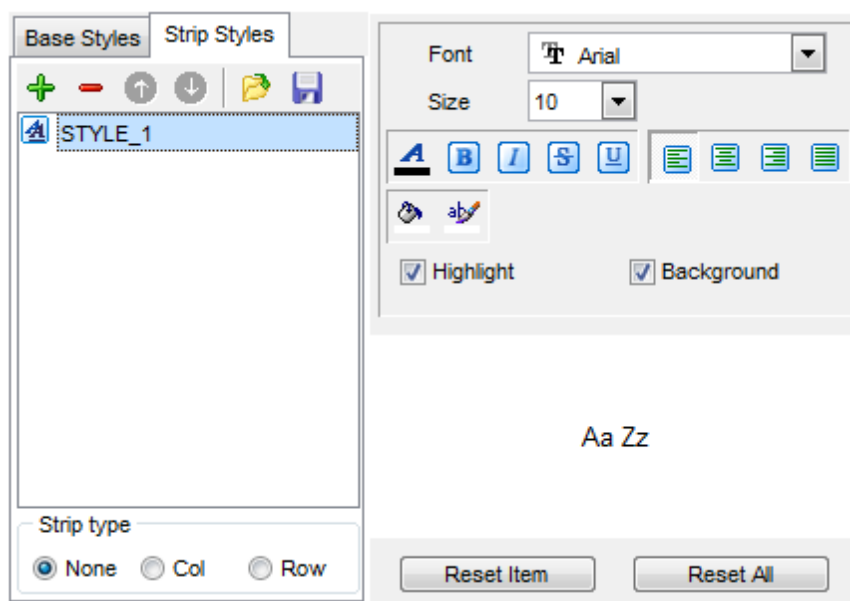 Base Styles
Strip Styles
STYLE_1
Strip type
None
Col
Row
Font
Arial
Size
10
A B I S U
ab
Highlight
Background
Aa Zz
Reset Item
Reset All